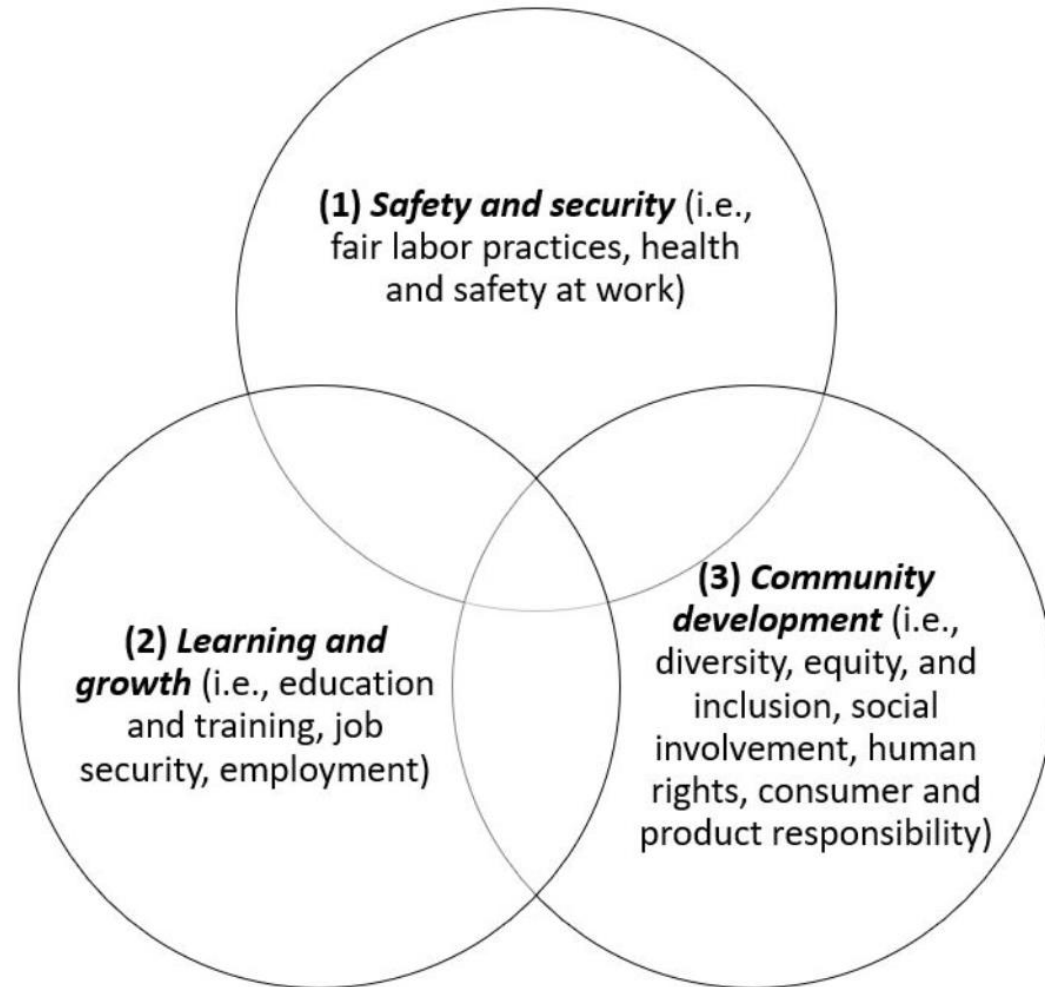 (1) Safety and security (i.e.,
fair labor practices, health
and safety at work)
(2) Learning and
growth (i.e., education
and training, job
security, employment)
(3) Community
development (i.e.,
diversity, equity, and
inclusion, social
involvement, human
rights, consumer and
product responsibility)